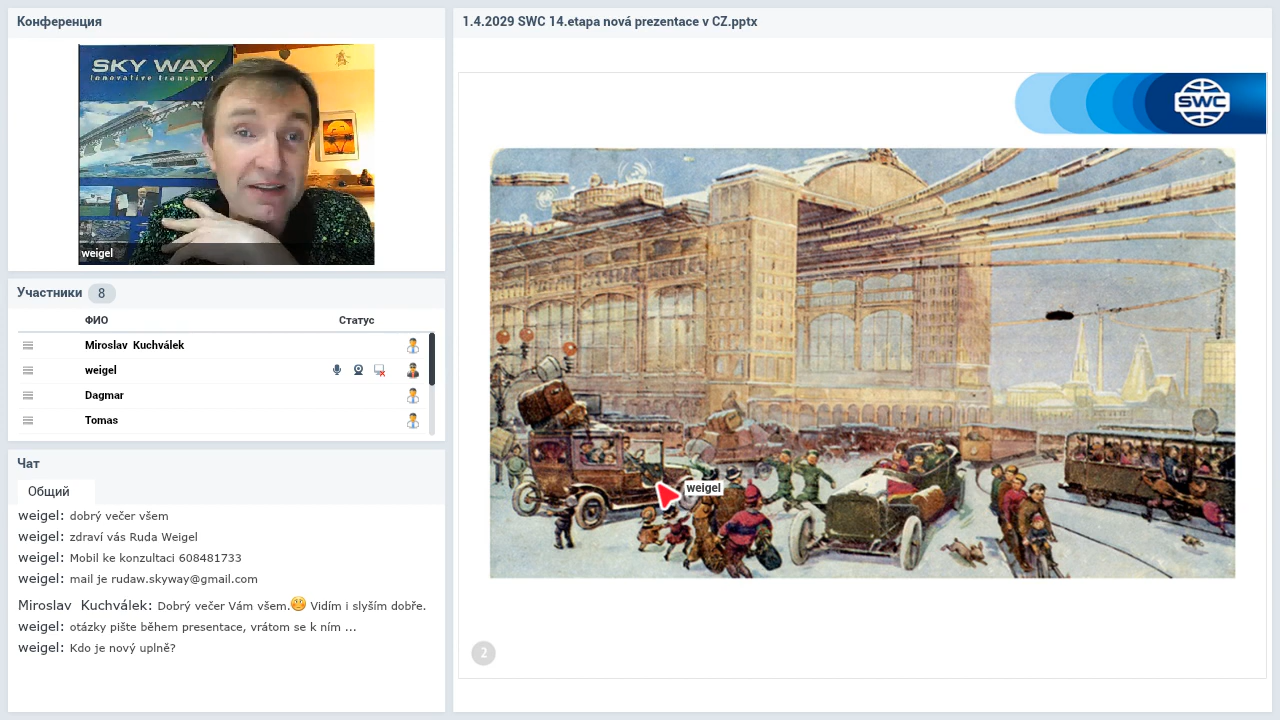 Конференция
SKY WAY
Innovative transport
weigel
Участники 8
ФИО Статус
Miroslav Kuchválek
weigel
Dagmar
Tomas
Чат
Общий
weigel: dobrý večer všem
weigel: zdraví vás Ruda Weigel
weigel: Mobil ke konzultaci 608481733
weigel: mail je rudaw.skyway@gmail.com
Miroslav Kuchválek: Dobrý večer Vám všem. Vidím i slyším dobře.
weigel: otázky pište během presentace, vrátom se k ním ...
weigel: Kdo je nový uplně?
1.4.2029 SWC 14.etapa nová prezentace v CZ.pptx
SWC
weigel
2